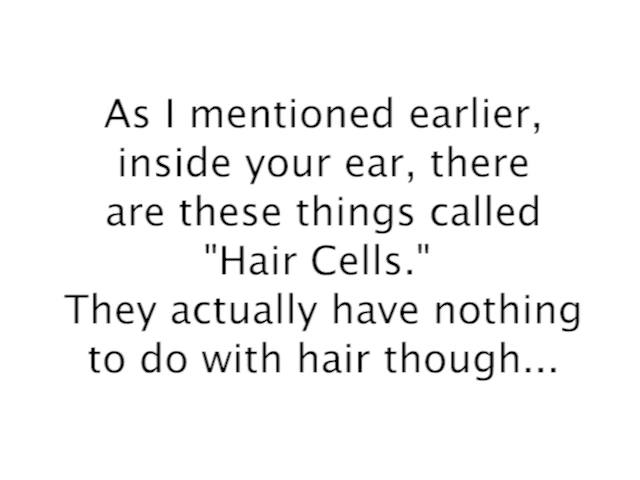 As I mentioned earlier,
inside your ear, there
are these things called
"Hair Cells."
They actually have nothing
to do with hair though...